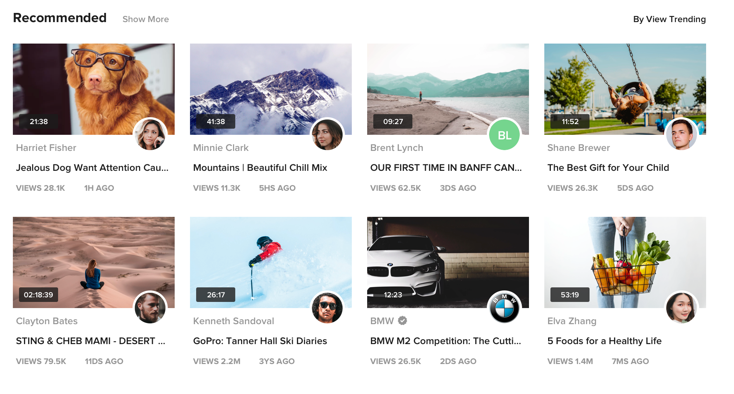 Recommended Show More By View Trending
21:38 41:38 09:27 BL 11:52
Harriet Fisher Minnie Clark Brent Lynch Shane Brewer
Jealous Dog Want Attention Cau... Mountains | Beautiful Chill Mix OUR FIRST TIME IN BANFF CAN... The Best Gift for Your Child
VIEWS 28.1K 1H AGO VIEWS 11.3K 5HS AGO VIEWS 62.5K 3DS AGO VIEWS 26.3K 5DS AGO
02:18:39 26:17 12:23 BMW 53:19
Clayton Bates Kenneth Sandoval BMW Elva Zhang
STING & CHEB MAMI - DESERT ... GoPro: Tanner Hall Ski Diaries BMW M2 Competition: The Cutti... 5 Foods for a Healthy Life
VIEWS 79.5K 11DS AGO VIEWS 2.2M 3YS AGO VIEWS 26.5K 2DS AGO VIEWS 1.4M 7MS AGO